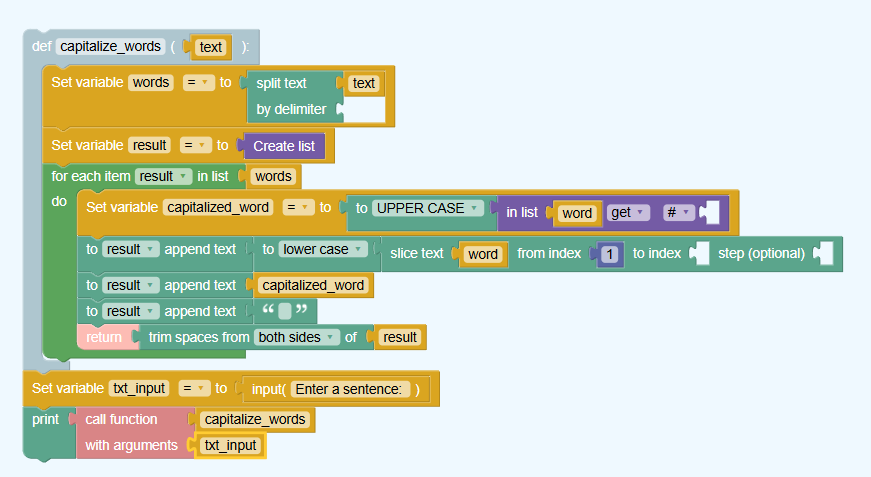 def capitalize_words ( text ):
Set variable words = to split text text
by delimiter
Set variable result = to Create list
for each item result in list words
do Set variable capitalized_word = to to UPPER CASE in list word get #
to result append text to lower case slice text word from index 1 to index step (optional)
to result append text capitalized_word
to result append text “ ”
return trim spaces from both sides of result
Set variable txt_input = to input( Enter a sentence: )
print call function capitalize_words
with arguments txt_input